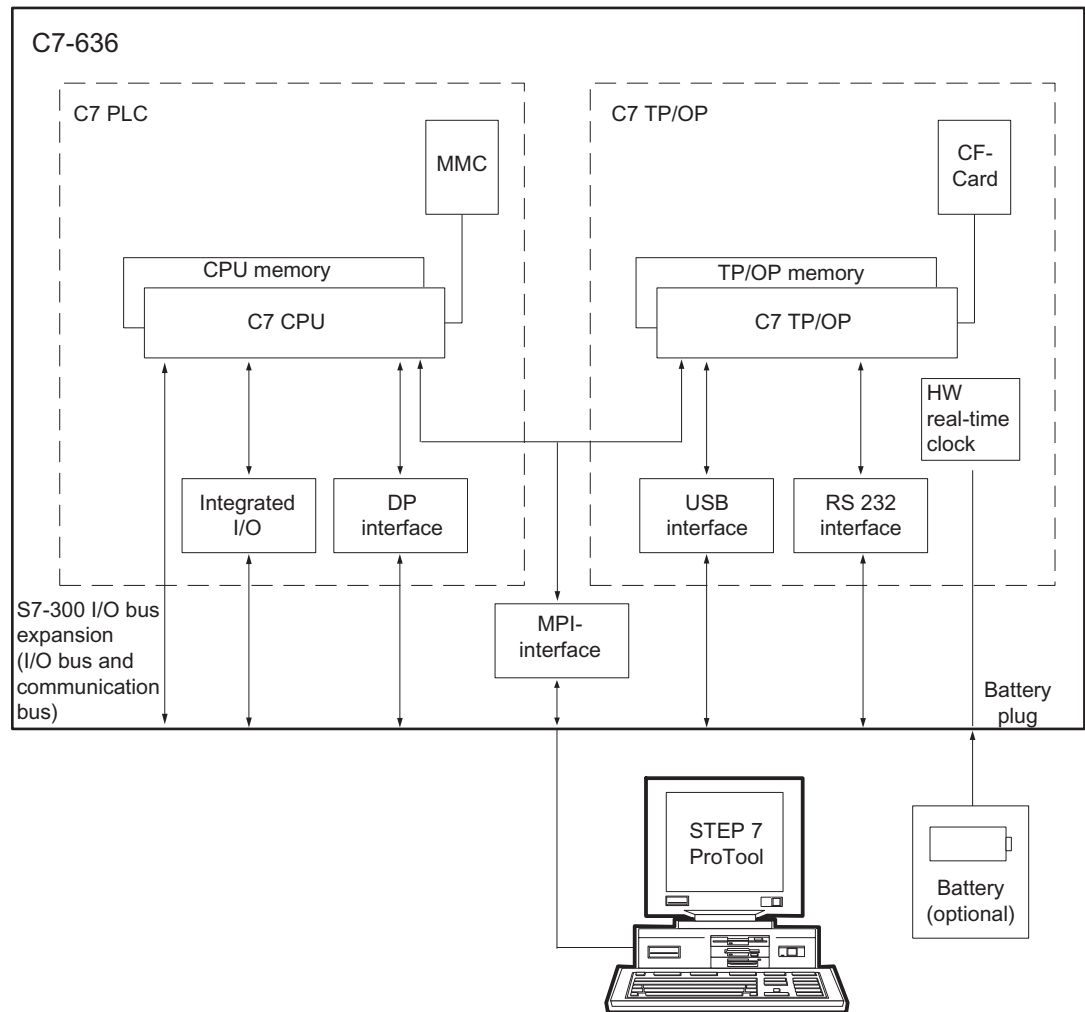 C7-636
C7 PLC
MMC
CPU memory
C7 CPU
Integrated
I/O
DP
interface
S7-300 I/O bus
expansion
(I/O bus and
communication
bus)
MPI-
interface
C7 TP/OP
CF-
Card
TP/OP memory
C7 TP/OP
HW
real-time
clock
USB
interface
RS 232
interface
Battery
plug
STEP 7
ProTool
Battery
(optional)